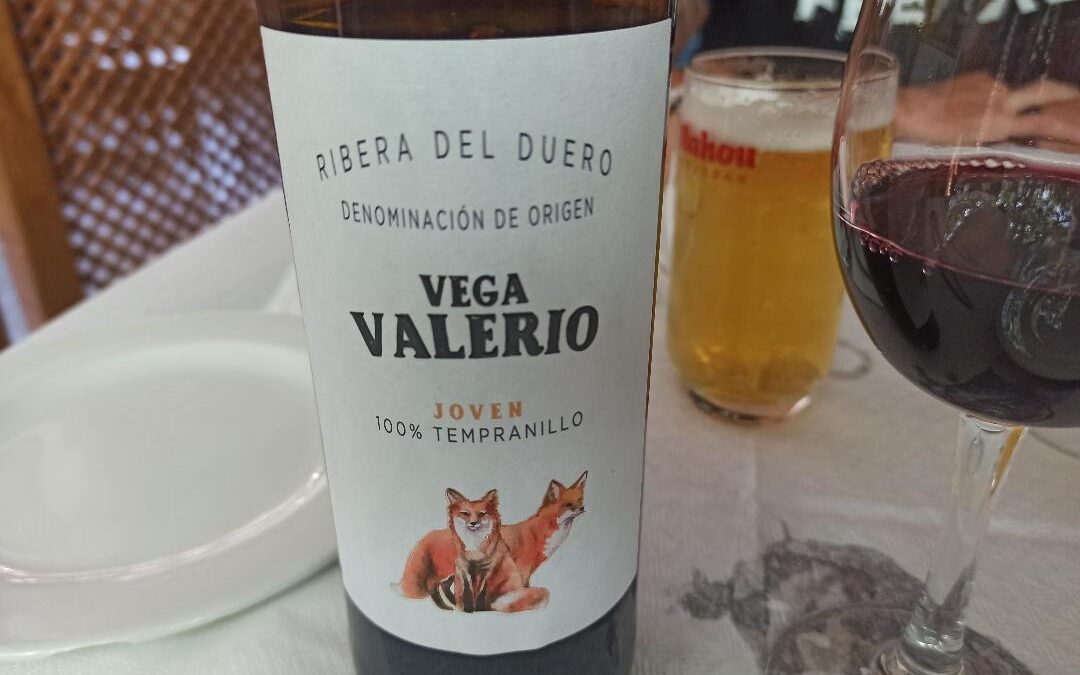 RIBERA DEL DUERO
DENOMINACIÓN DE ORIGEN
VEGA
VALERIO
JOVEN
100% TEMPRANILLO
Mahou